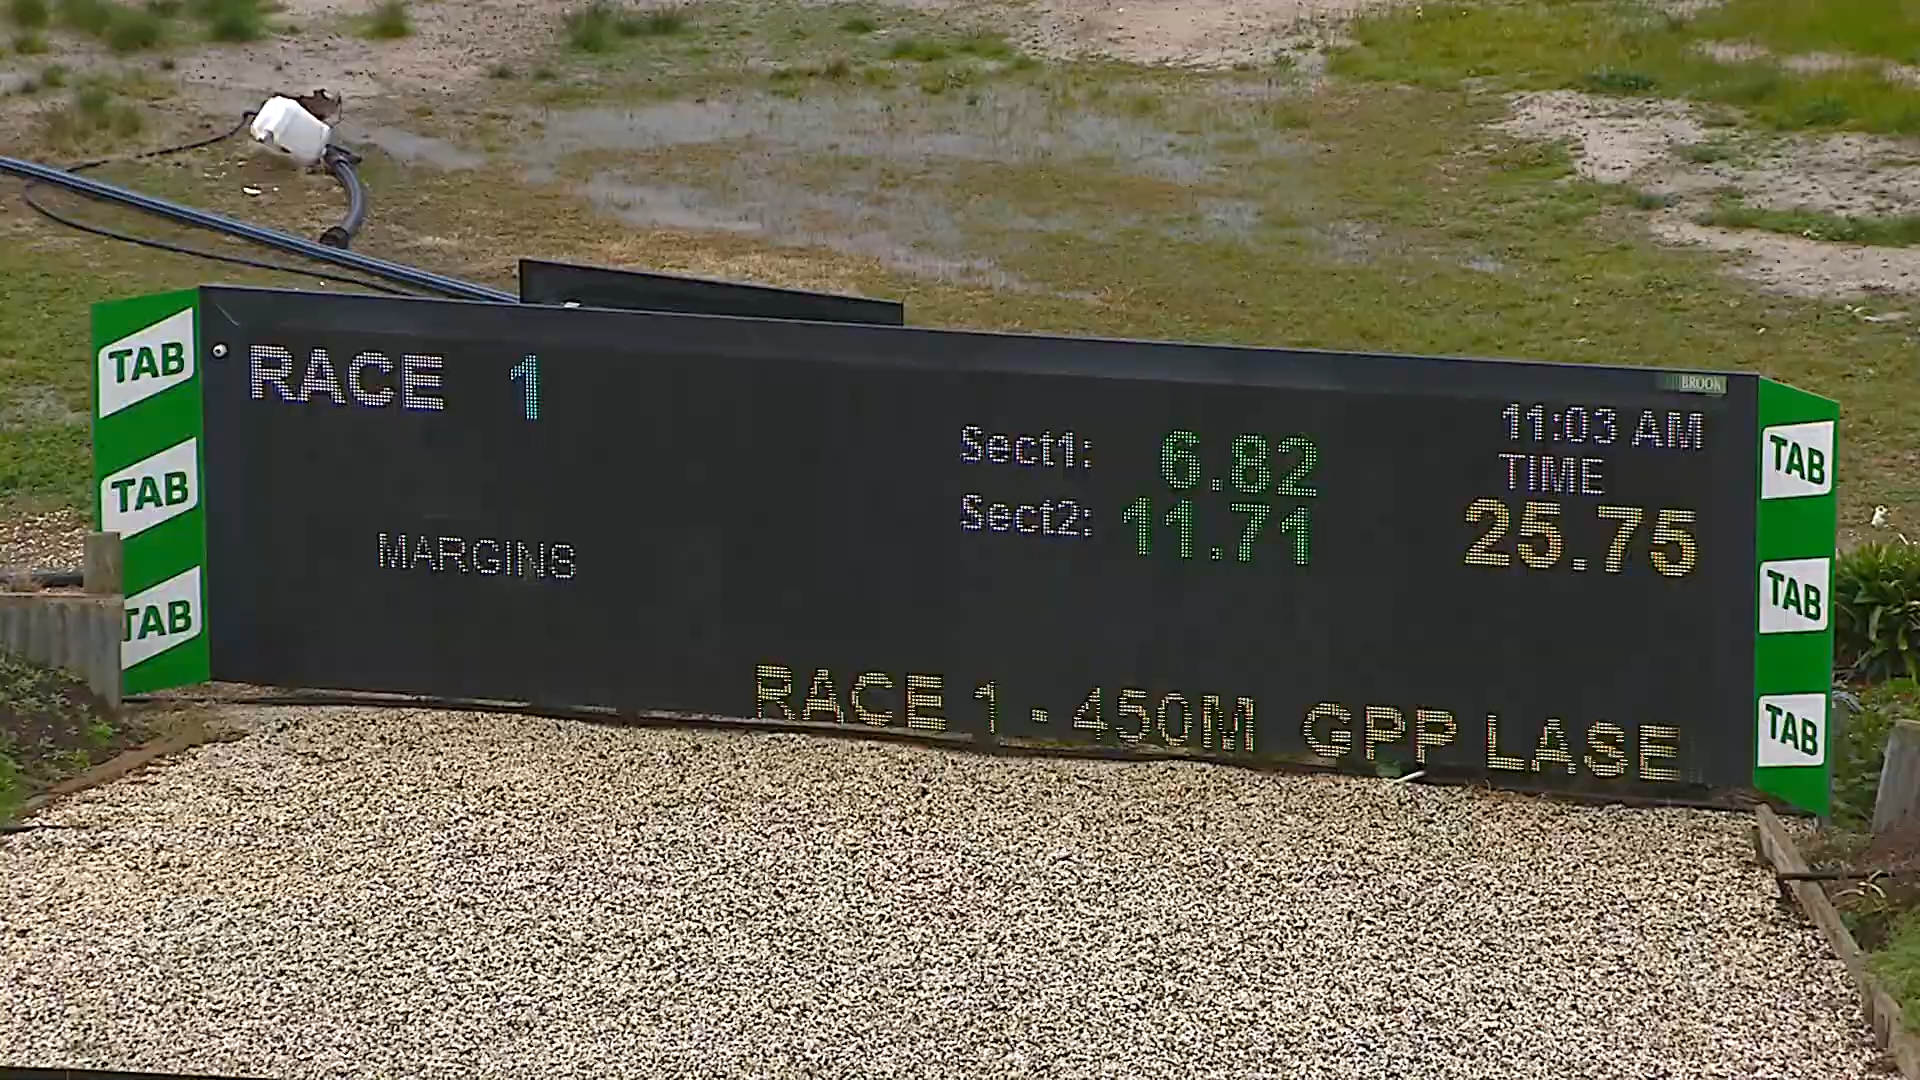 TAB
TAB
TAB
RACE 1
BROOK
11:03 AM
Sect1: 6.82
TIME
Sect2: 11.71
25.75
MARGINS
RACE 1 - 450M GPP LASE
TAB
TAB
TAB